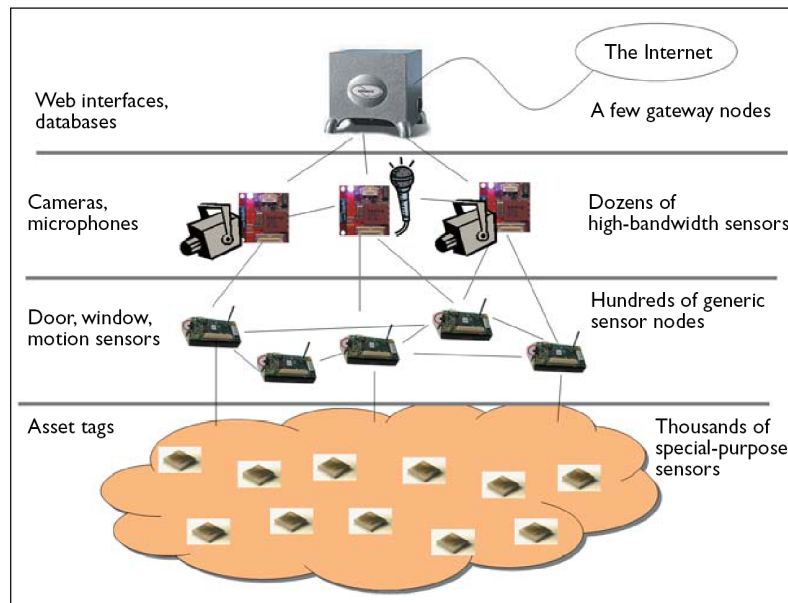 The Internet
Web interfaces,
databases
A few gateway nodes
Cameras,
microphones
Dozens of
high-bandwidth sensors
Door, window,
motion sensors
Hundreds of generic
sensor nodes
Asset tags
Thousands of
special-purpose
sensors